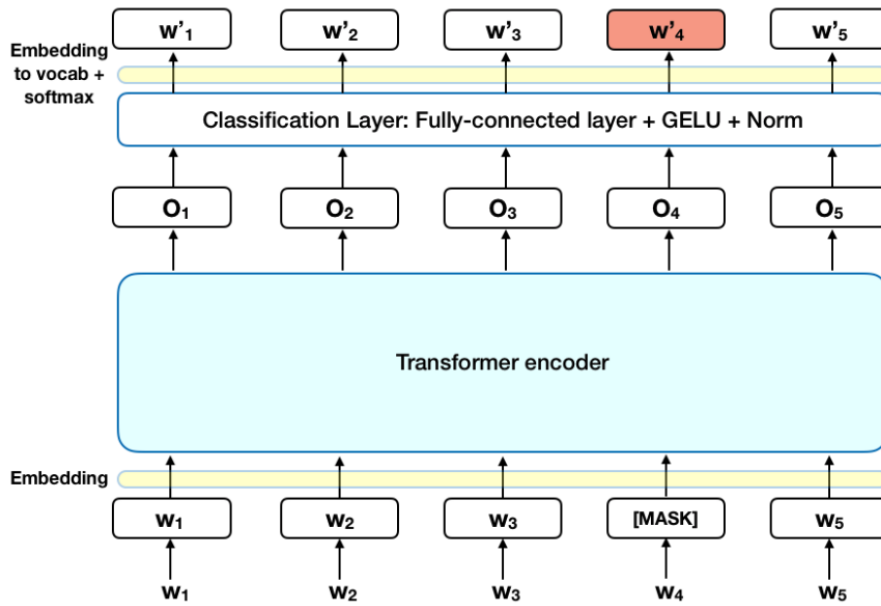 w'₁ w'₂ w'₃ w'₄ w'₅
Embedding
to vocab +
softmax
Classification Layer: Fully-connected layer + GELU + Norm
O₁ O₂ O₃ O₄ O₅
Transformer encoder
Embedding
w₁ w₂ w₃ [MASK] w₅
w₁ w₂ w₃ w₄ w₅